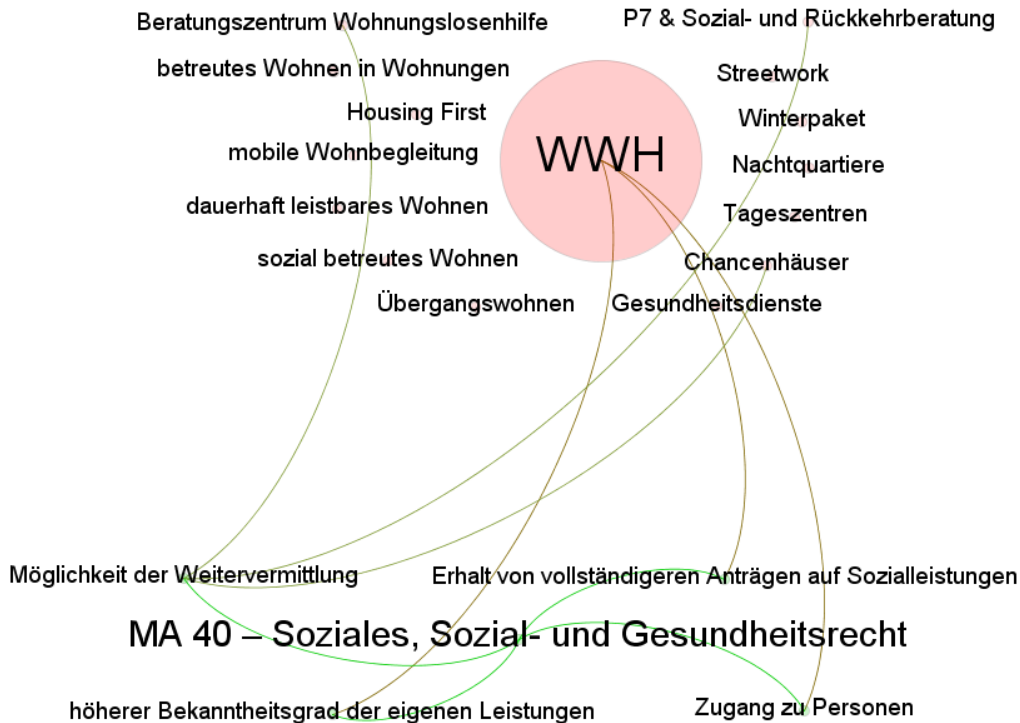 Beratungszentrum Wohnungslosenhilfe
P7 & Sozial- und Rückkehrberatung
betreutes Wohnen in Wohnungen
Streetwork
Housing First
Winterpaket
WWH
mobile Wohnbegleitung
Nachtquartiere
dauerhaft leistbares Wohnen
Tageszentren
sozial betreutes Wohnen
Chancenhäuser
Übergangswohnen
Gesundheitsdienste
Möglichkeit der Weitervermittlung
Erhalt von vollständigeren Anträgen auf Sozialleistungen
MA 40 – Soziales, Sozial- und Gesundheitsrecht
höherer Bekanntheitsgrad der eigenen Leistungen
Zugang zu Personen